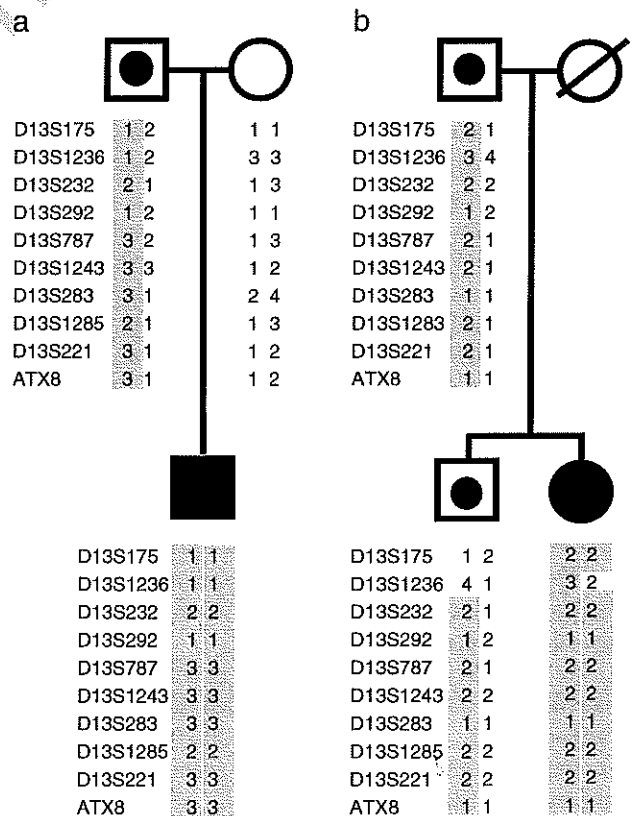 a
b
D13S175 1 2 1 1
D13S1236 1 2 3 3
D13S232 2 1 1 3
D13S292 1 2 1 1
D13S787 3 2 1 3
D13S1243 3 3 1 2
D13S283 3 1 2 4
D13S1285 2 1 1 3
D13S221 3 1 1 2
ATX8 3 1 1 2
D13S175 2 1
D13S1236 3 4
D13S232 2 2
D13S292 1 2
D13S787 2 1
D13S1243 2 1
D13S283 1 1
D13S1283 2 1
D13S221 2 1
ATX8 1 1
D13S175 1 1
D13S1236 1 1
D13S232 2 2
D13S292 1 1
D13S787 3 3
D13S1243 3 3
D13S283 3 3
D13S1285 2 2
D13S221 3 3
ATX8 3 3
D13S175 1 2 2 2
D13S1236 4 1 3 2
D13S232 2 1 2 2
D13S292 1 2 1 1
D13S787 2 1 2 2
D13S1243 2 2 2 2
D13S283 1 1 1 1
D13S1285 2 2 2 2
D13S221 2 2 2 2
ATX8 1 1 1 1